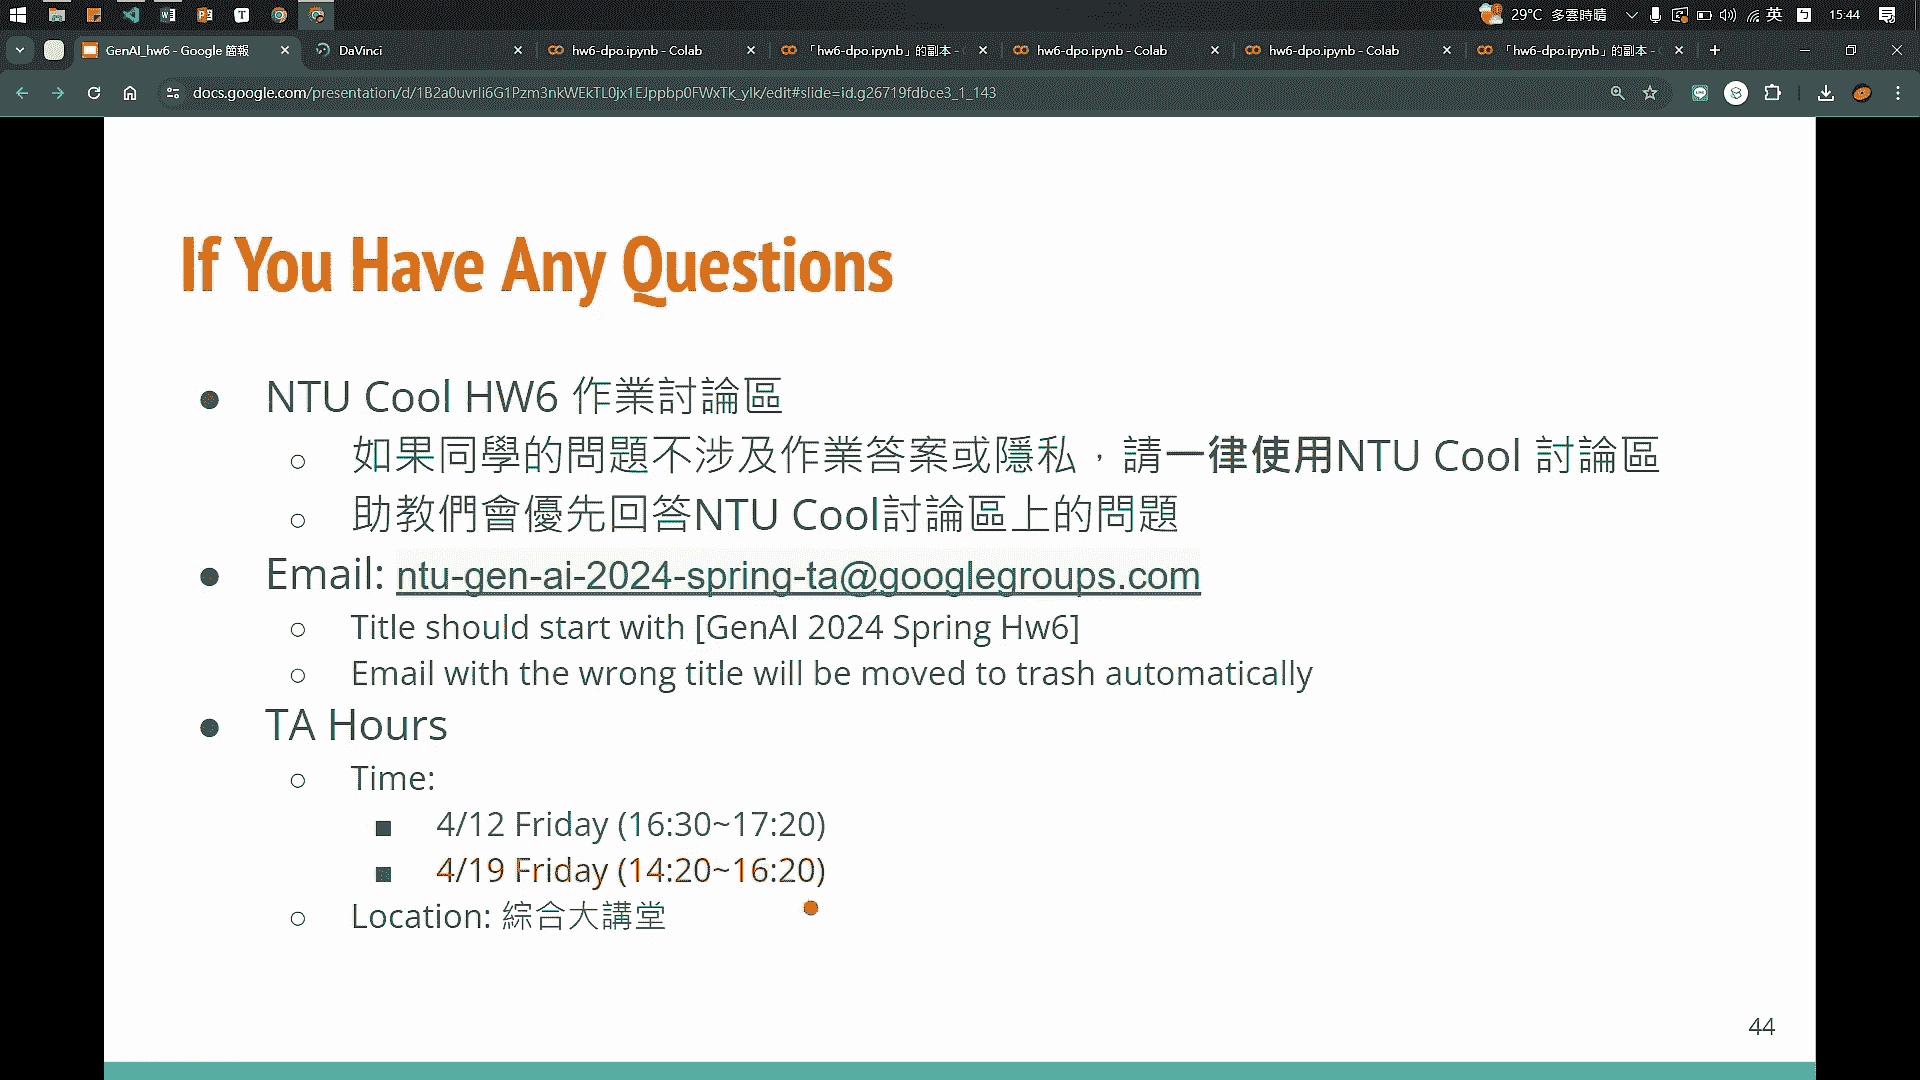 29°C 多雲時晴
英
15:44
GenAI_hw6 - Google 簡報
DaVinci
hw6-dpo.ipynb - Colab
「hw6-dpo.ipynb」的副本 -
hw6-dpo.ipynb - Colab
hw6-dpo.ipynb - Colab
「hw6-dpo.ipynb」的副本 -
docs.google.com/presentation/d/1B2a0uvrli6G1Pzm3nkWEkTL0jx1EJppbp0FWxTk_ylk/edit#slide=id.g26719fdbce3_1_143
If You Have Any Questions
NTU Cool HW6 作業討論區
如果同學的問題不涉及作業答案或隱私，請一律使用NTU Cool 討論區
助教們會優先回答NTU Cool討論區上的問題
Email: ntu-gen-ai-2024-spring-ta@googlegroups.com
Title should start with [GenAI 2024 Spring Hw6]
Email with the wrong title will be moved to trash automatically
TA Hours
Time:
4/12 Friday (16:30~17:20)
4/19 Friday (14:20~16:20)
Location: 綜合大講堂
44